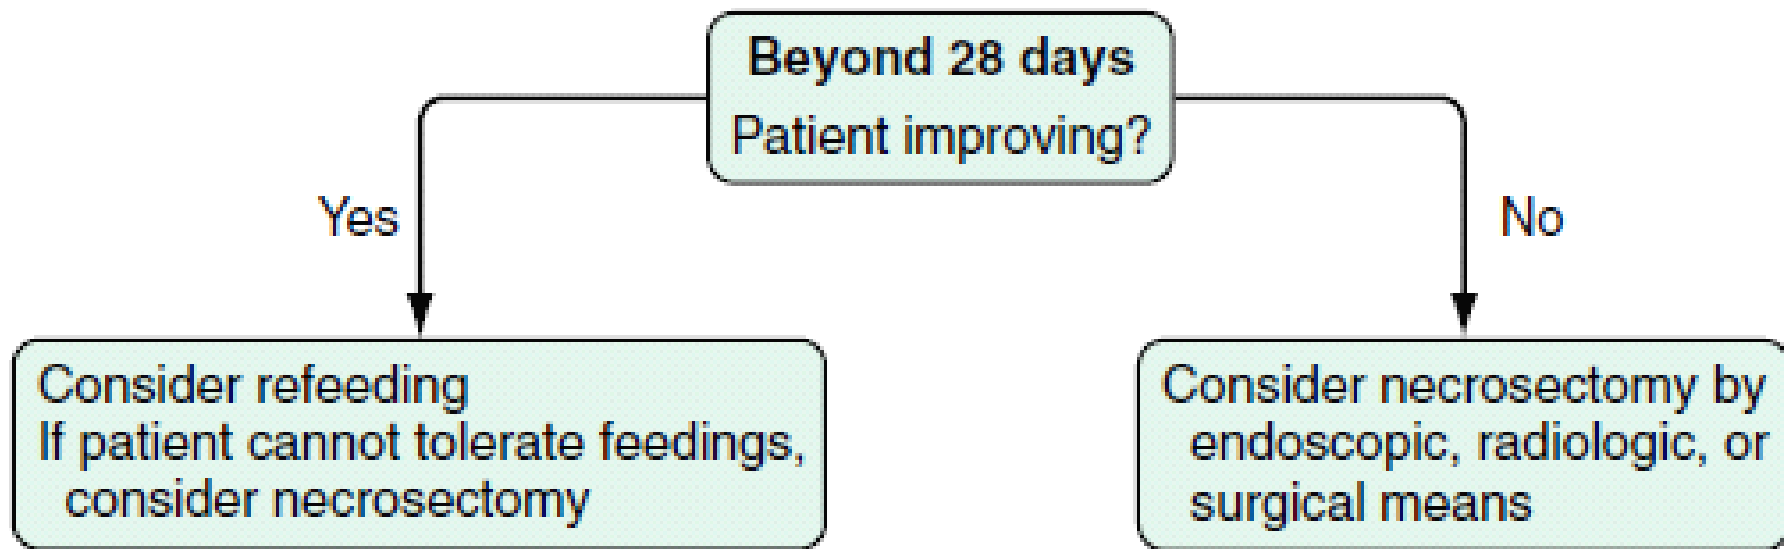 Beyond 28 days
Patient improving?
Yes
No
Consider refeeding
If patient cannot tolerate feedings,
consider necrosectomy
Consider necrosectomy by
endoscopic, radiologic, or
surgical means